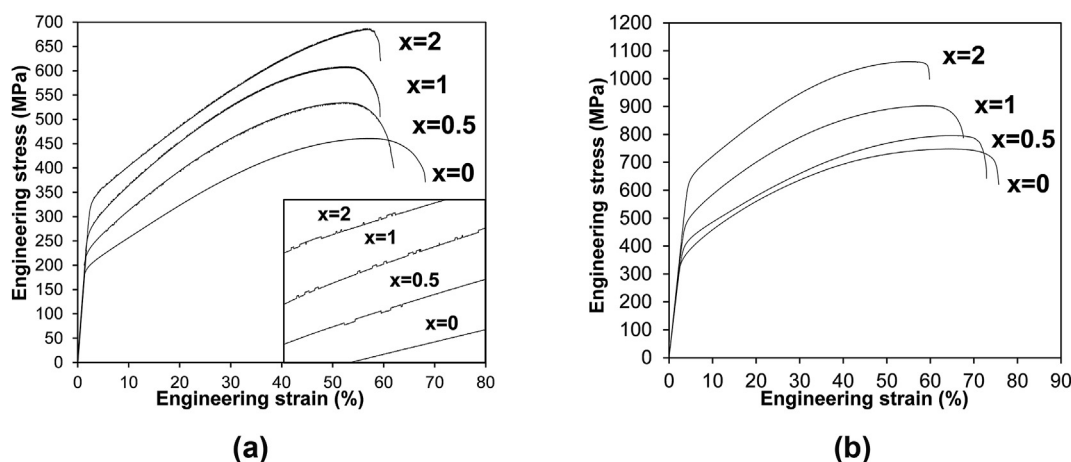 700
650
600
550
500
450
400
350
300
250
200
150
100
50
0
Engineering stress (MPa)
x=2
x=1
x=0.5
x=0
x=2
x=1
x=0.5
x=0
0 10 20 30 40 50 60 70 80
Engineering strain (%)
(a)
1200
1100
1000
900
800
700
600
500
400
300
200
100
0
Engineering stress (MPa)
x=2
x=1
x=0.5
x=0
0 10 20 30 40 50 60 70 80 90
Engineering strain (%)
(b)